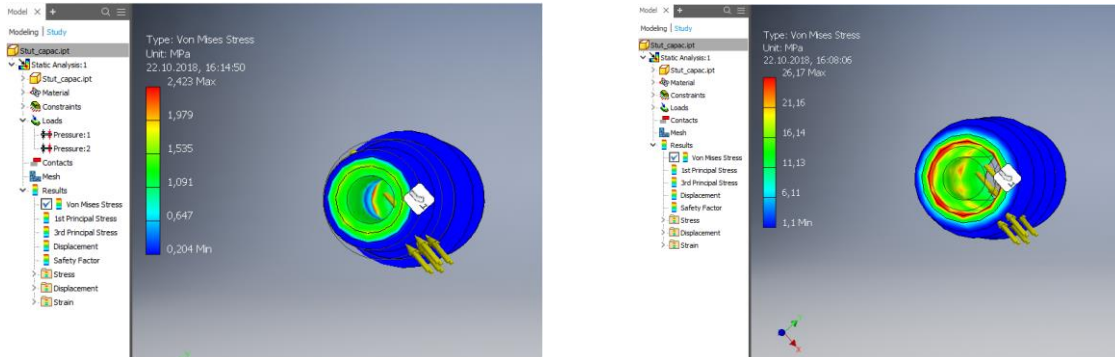 Model × +
Modeling | Study
Stut_capac.ipt
Static Analysis:1
Stut_capac.ipt
Material
Constraints
Loads
Pressure:1
Pressure:2
Contacts
Mesh
Results
Von Mises Stress
1st Principal Stress
3rd Principal Stress
Displacement
Safety Factor
Stress
Displacement
Strain
Type: Von Mises Stress
Unit: MPa
22.10.2018, 16:14:50
2,423 Max
1,979
1,535
1,091
0,647
0,204 Min
Model × +
Modeling | Study
Stut_capac.ipt
Static Analysis:1
Stut_capac.ipt
Material
Constraints
Loads
Contacts
Mesh
Results
Von Mises Stress
1st Principal Stress
3rd Principal Stress
Displacement
Safety Factor
Stress
Displacement
Strain
Type: Von Mises Stress
Unit: MPa
22.10.2018, 16:08:06
26,17 Max
21,16
16,14
11,13
6,11
1,1 Min
X